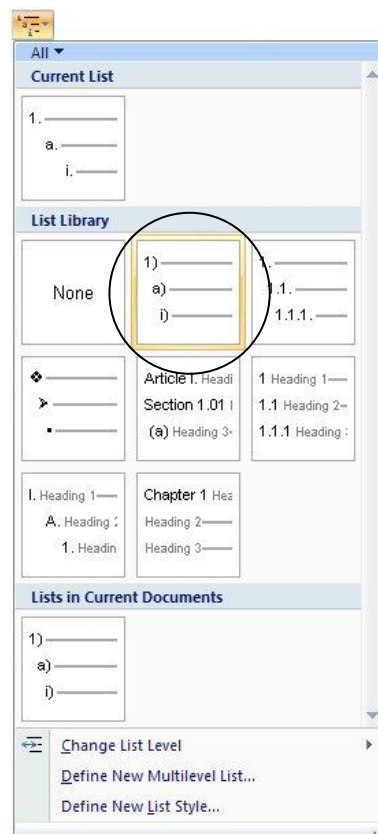 All
Current List
1.
a.
i.
List Library
None
1)
a)
i)
1.
1.1.
1.1.1.
Article I. Headi
Section 1.01
(a) Heading 3-
1 Heading 1
1.1 Heading 2
1.1.1 Heading
I. Heading 1
A. Heading 2
1. Headin
Chapter 1 Hea
Heading 2
Heading 3
Lists in Current Documents
1)
a)
i)
Change List Level
Define New Multilevel List...
Define New List Style...